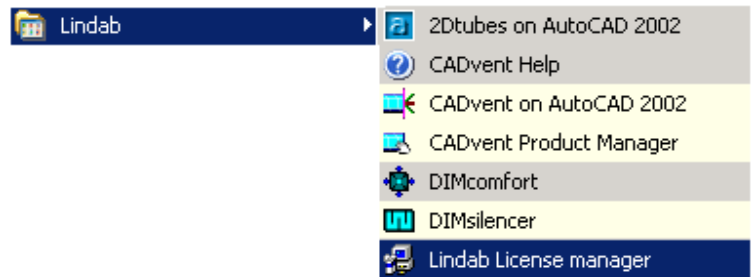 Lindab
2Dtubes on AutoCAD 2002
CADvent Help
CADvent on AutoCAD 2002
CADvent Product Manager
DIMcomfort
DIMsilencer
Lindab License manager